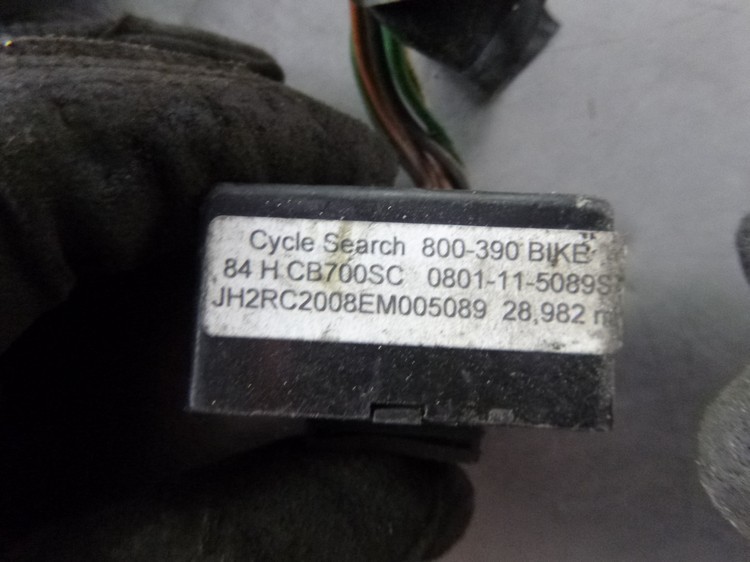 Cycle Search 800-390 BIKE
84 H CB700SC 0801-11-5089S
JH2RC2008EM005089 28,982